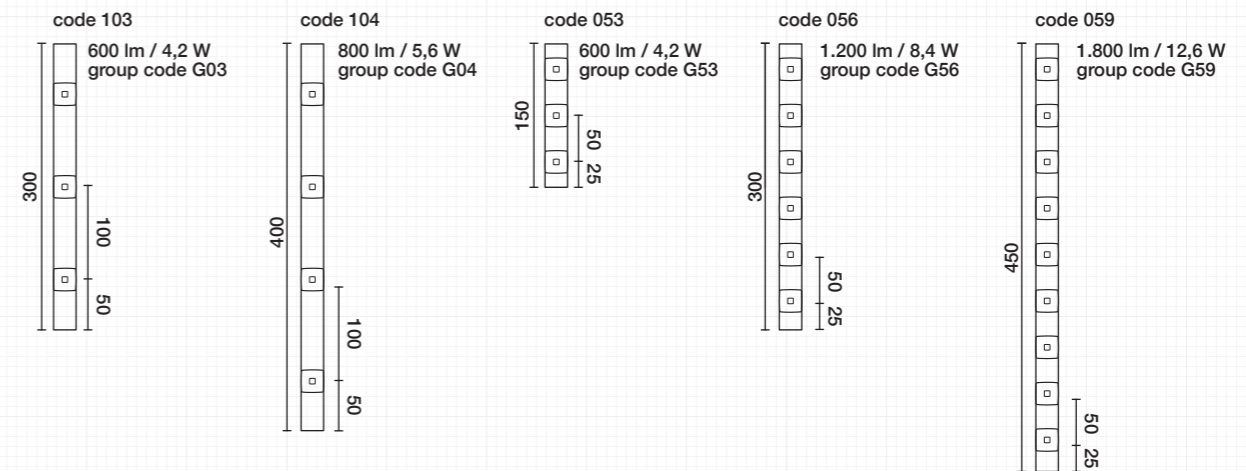 code 103
600 lm / 4,2 W
group code G03
300
100
50
code 104
800 lm / 5,6 W
group code G04
400
100
50
code 053
600 lm / 4,2 W
group code G53
150
50
25
code 056
1.200 lm / 8,4 W
group code G56
300
50
25
code 059
1.800 lm / 12,6 W
group code G59
450
50
25